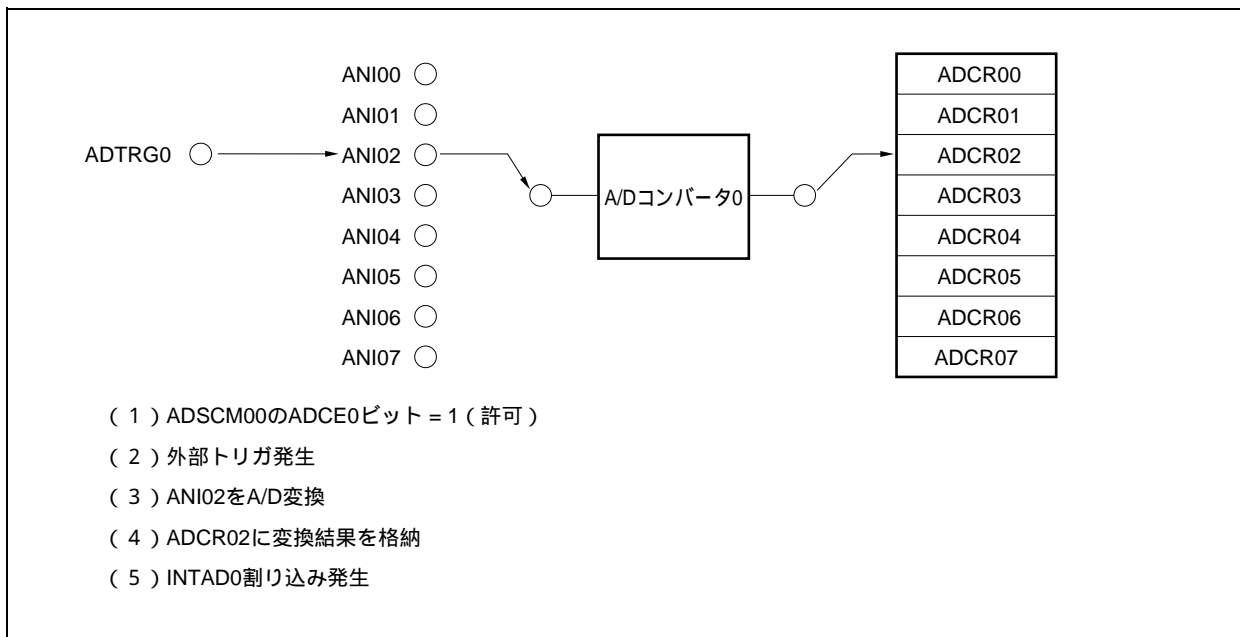 ANI00
ANI01
ADTRG0
ANI02
ANI03
ANI04
ANI05
ANI06
ANI07
A/Dコンバータ0
ADCR00
ADCR01
ADCR02
ADCR03
ADCR04
ADCR05
ADCR06
ADCR07
(1)ADSCM00のADCE0ビット = 1(許可)
(2)外部トリガ発生
(3)ANI02をA/D変換
(4)ADCR02に変換結果を格納
(5)INTAD0割り込み発生